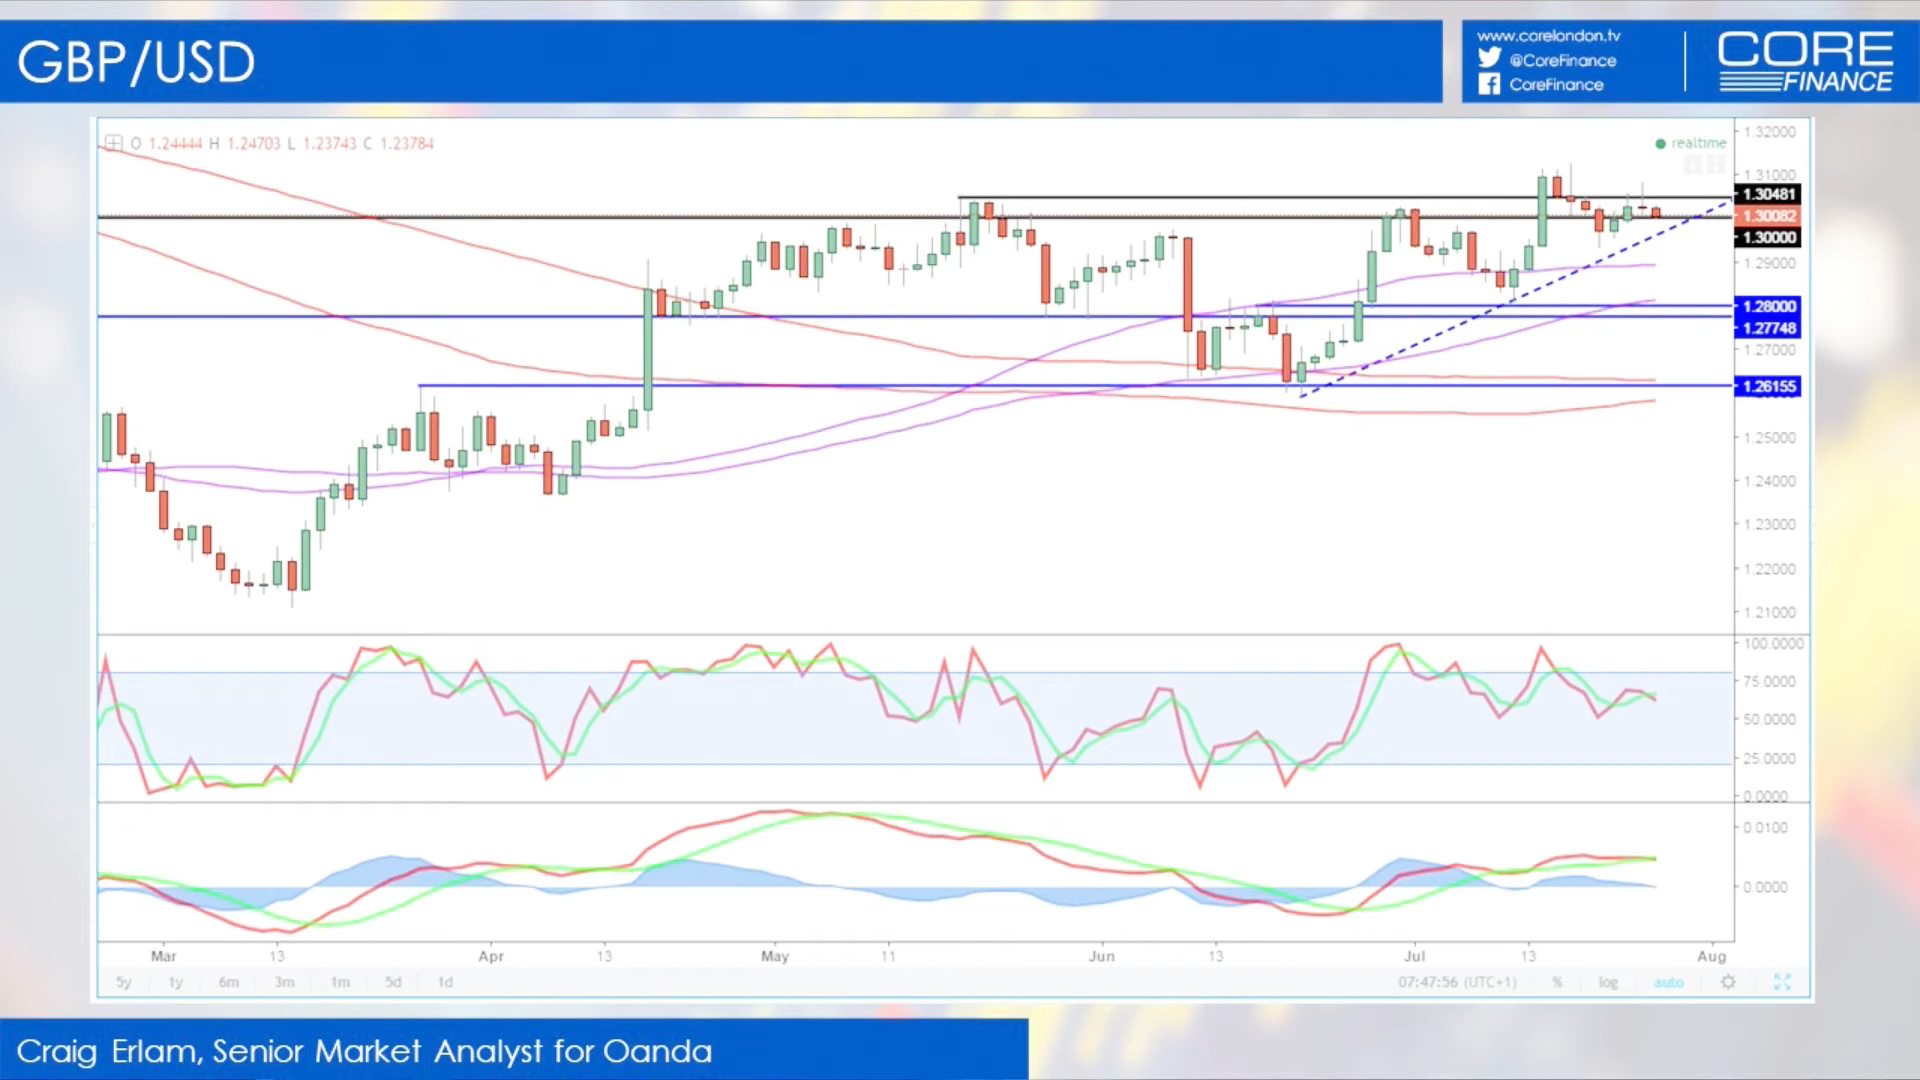 GBP/USD
www.corelondon.tv
@CoreFinance
CoreFinance
CORE
FINANCE
O 1.24444 H 1.24703 L 1.23743 C 1.23784
realtime
1.32000
1.31000
1.30481
1.30082
1.30000
1.29000
1.28000
1.27748
1.27000
1.26155
1.25000
1.24000
1.23000
1.22000
1.21000
100.0000
75.0000
50.0000
25.0000
0.0000
0.0100
0.0000
Mar 13 Apr 13 May 11 Jun 13 Jul 13 Aug
5y 1y 6m 3m 1m 5d 1d 07:47:56 (UTC+1) % log auto
Craig Erlam, Senior Market Analyst for Oanda